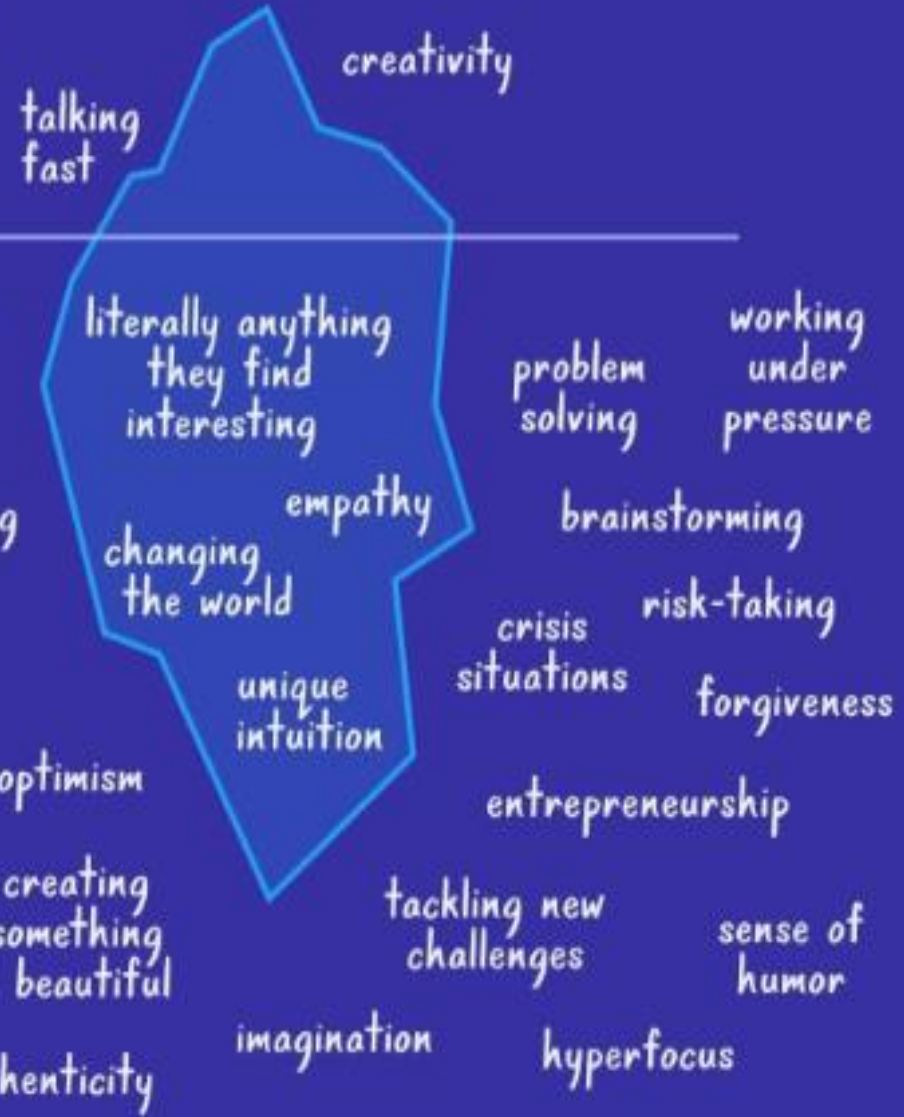 creativity
talking
fast
literally anything
they find
interesting
problem
solving
working
under
pressure
empathy
g
brainstorming
changing
the world
risk-taking
crisis
situations
unique
intuition
forgiveness
optimism
entrepreneurship
creating
something
beautiful
tackling new
challenges
sense of
humor
imagination
hyperfocus
henticity